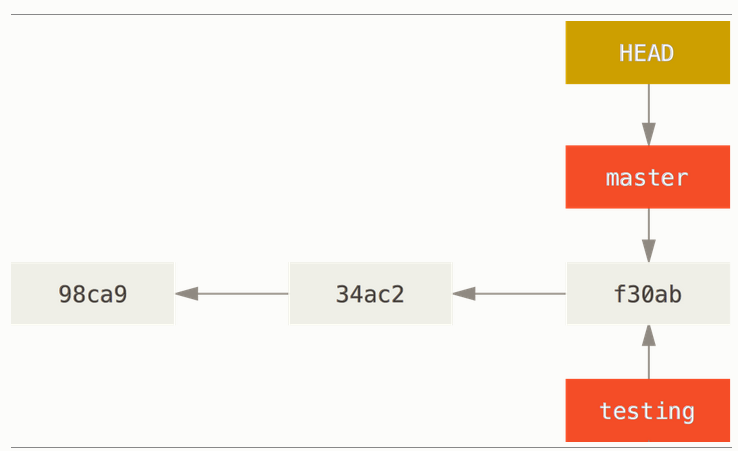 HEAD
master
98ca9
34ac2
f30ab
testing